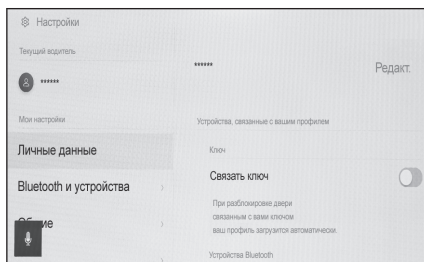 Настройки
Текущий водитель
******
******
Редакт.
Мои настройки
Устройства, связанные с вашим профилем
Личные данные
Ключ
Bluetooth и устройства
Связать ключ
При разблокировке двери
связанным с вами ключом
ваш профиль загрузится автоматически.
Общие
Устройства Bluetooth